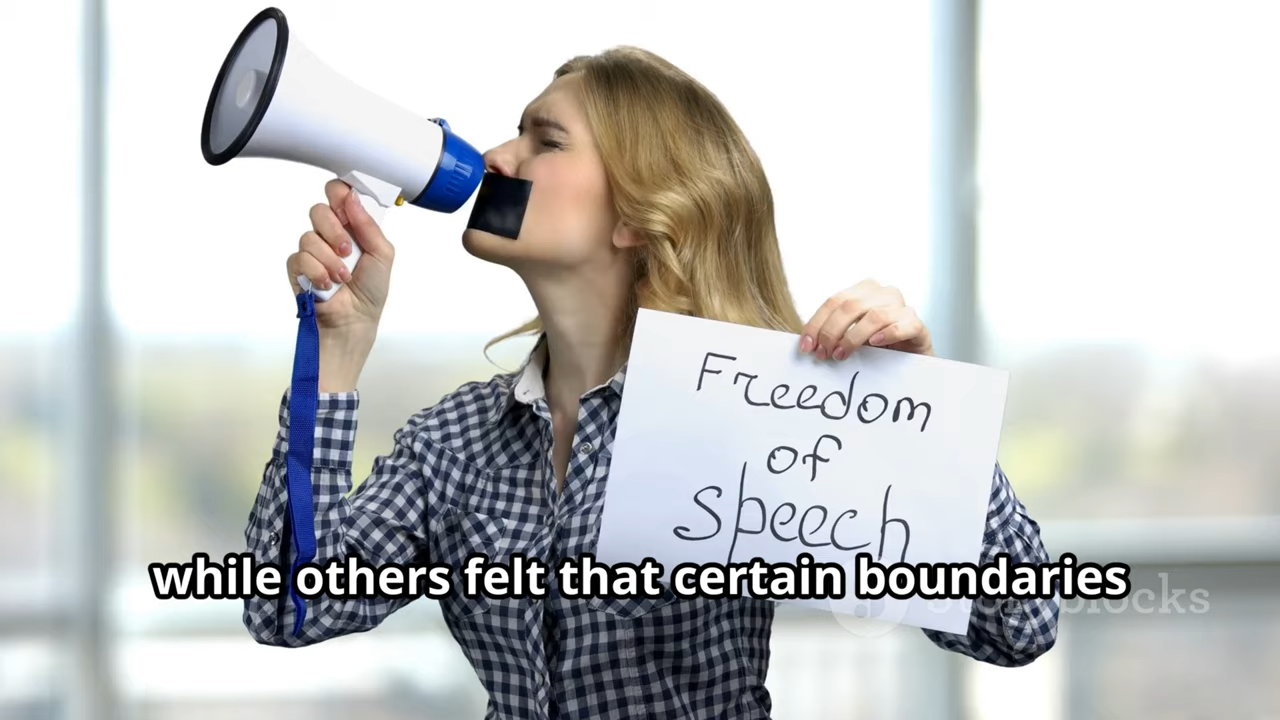 Freedom
of
speech
while others felt that certain boundaries